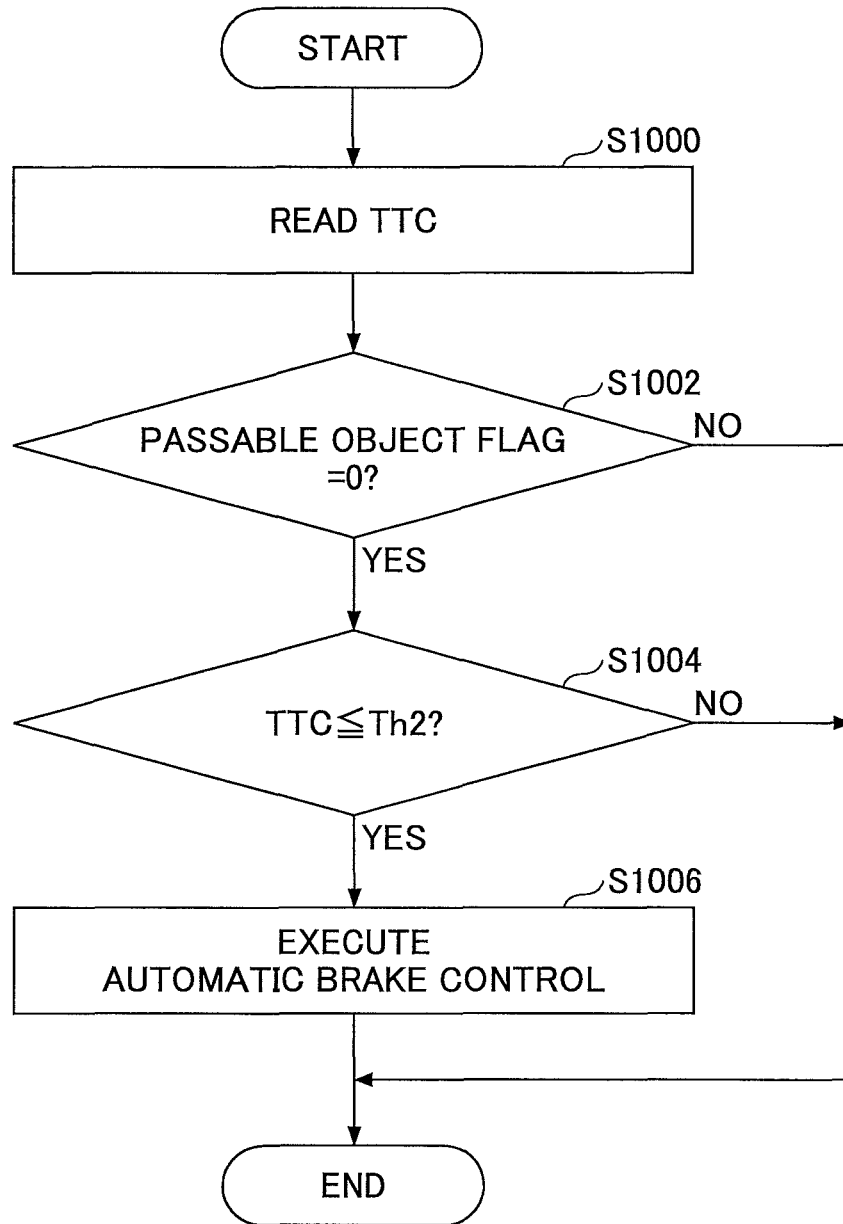 START
S1000
READ TTC
S1002
PASSABLE OBJECT FLAG
=0?
NO
YES
S1004
TTC≦Th2?
NO
YES
S1006
EXECUTE
AUTOMATIC BRAKE CONTROL
END